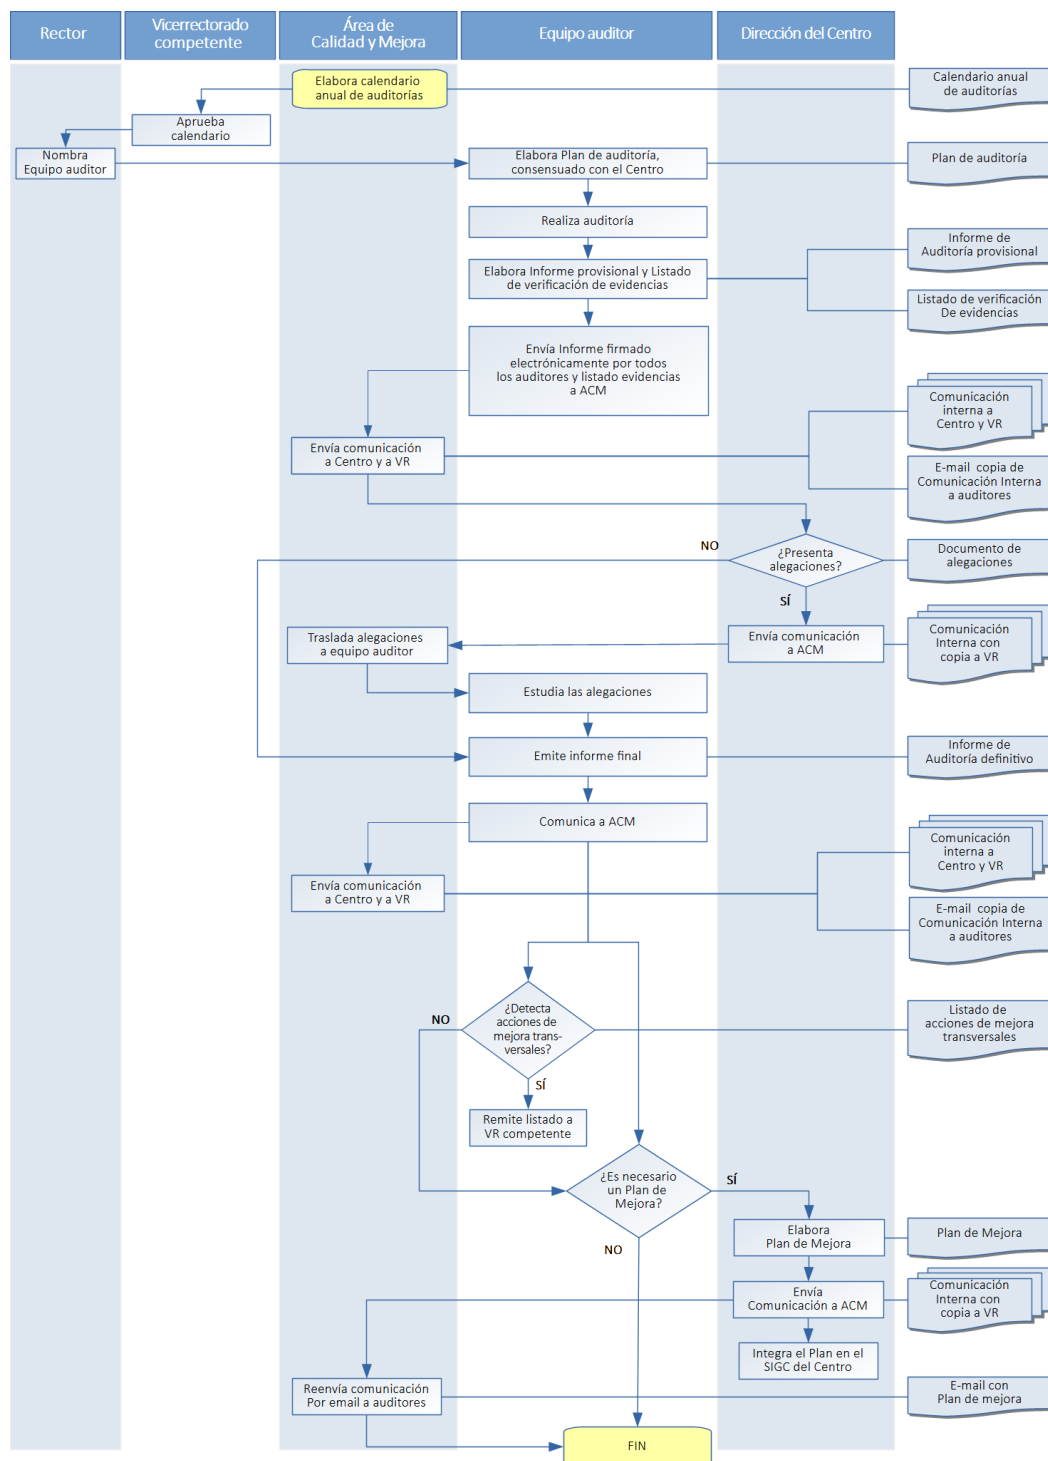 Rector
Vicerrectorado
competente
Área de
Calidad y Mejora
Equipo auditor
Dirección del Centro
Elabora calendario
anual de auditorías
Calendario anual
de auditorías
Aprueba
calendario
Nombra
Equipo auditor
Elabora Plan de auditoría,
consensuado con el Centro
Plan de auditoría
Realiza auditoría
Informe de
Auditoría provisional
Elabora Informe provisional y Listado
de verificación de evidencias
Listado de verificación
De evidencias
Envía Informe firmado
electrónicamente por todos
los auditores y listado evidencias
a ACM
Comunicación
interna a
Centro y VR
Envía comunicación
a Centro y a VR
E-mail copia de
Comunicación Interna
a auditores
NO
¿Presenta
alegaciones?
Documento de
alegaciones
SÍ
Traslada alegaciones
a equipo auditor
Envía comunicación
a ACM
Comunicación
Interna con
copia a VR
Estudia las alegaciones
Emite informe final
Informe de
Auditoría definitivo
Comunica a ACM
Comunicación
interna a
Centro y VR
Envía comunicación
a Centro y a VR
E-mail copia de
Comunicación Interna
a auditores
NO
¿Detecta
acciones de
mejora trans-
versales?
Listado de
acciones de mejora
transversales
SÍ
Remite listado a
VR competente
¿Es necesario
un Plan de
Mejora?
SÍ
NO
Elabora
Plan de Mejora
Plan de Mejora
Envía
Comunicación a ACM
Comunicación
Interna con
copia a VR
Integra el Plan en el
SIGC del Centro
Reenvía comunicación
Por email a auditores
E-mail con
Plan de mejora
FIN